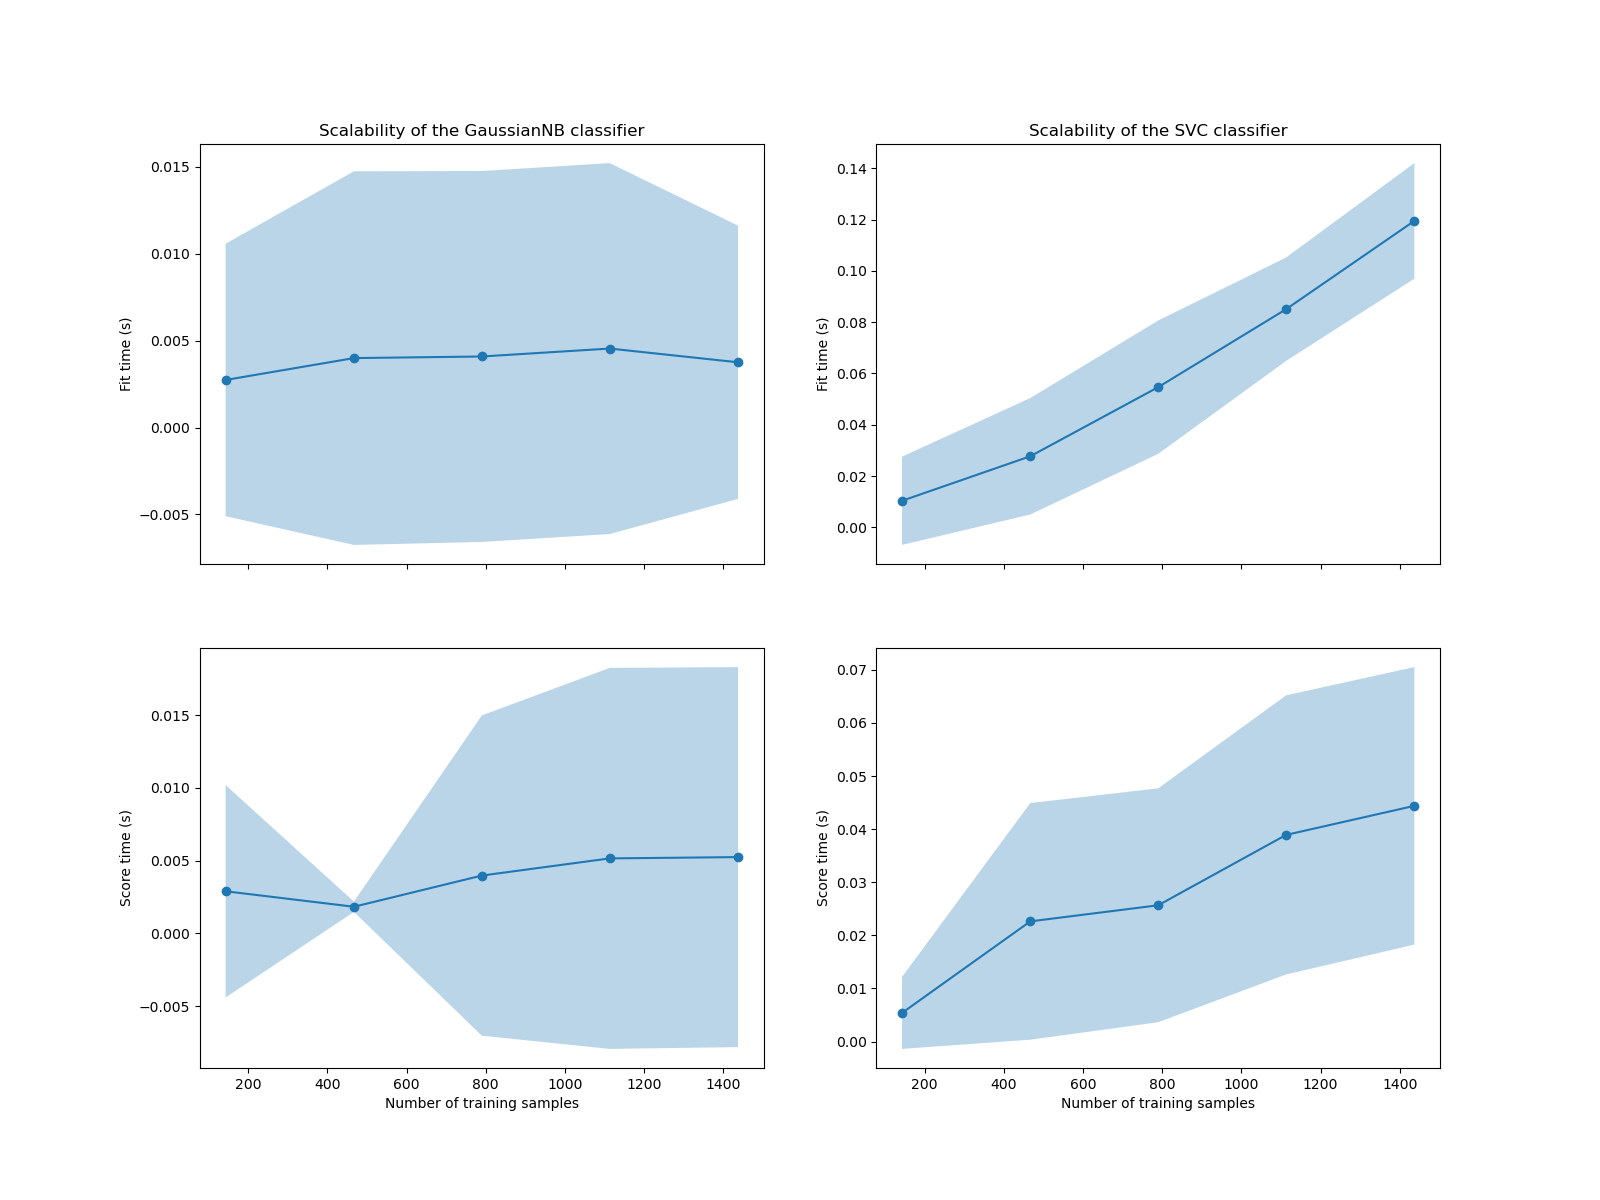 Scalability of the GaussianNB classifier
0.015
0.010
0.005
0.000
−0.005
Fit time (s)
Scalability of the SVC classifier
0.14
0.12
0.10
0.08
0.06
0.04
0.02
0.00
Fit time (s)
0.015
0.010
0.005
0.000
−0.005
Score time (s)
200 400 600 800 1000 1200 1400
Number of training samples
0.07
0.06
0.05
0.04
0.03
0.02
0.01
0.00
Score time (s)
200 400 600 800 1000 1200 1400
Number of training samples